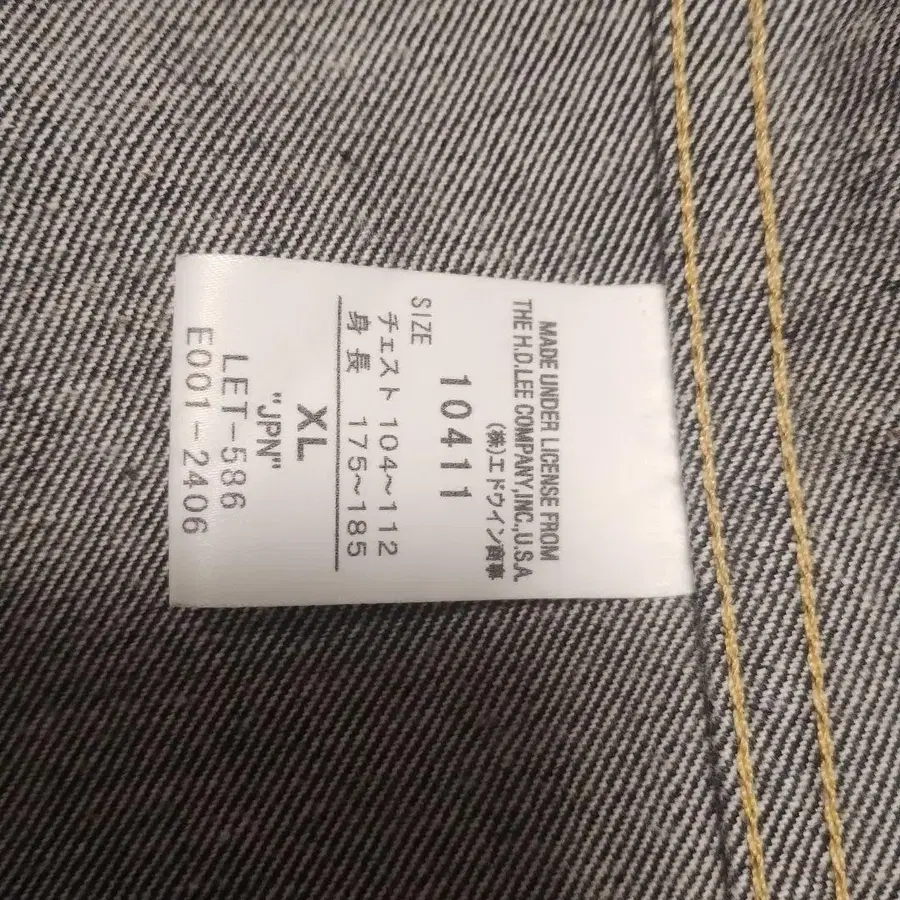 MADE UNDER LICENSE FROM
THE H.D.LEE COMPANY,INC.,U.S.A.
(株)エドウイン商事
10411
SIZE
チェスト 104~112
身長 175~185
XL
"JPN"
LET-586
E001-2406